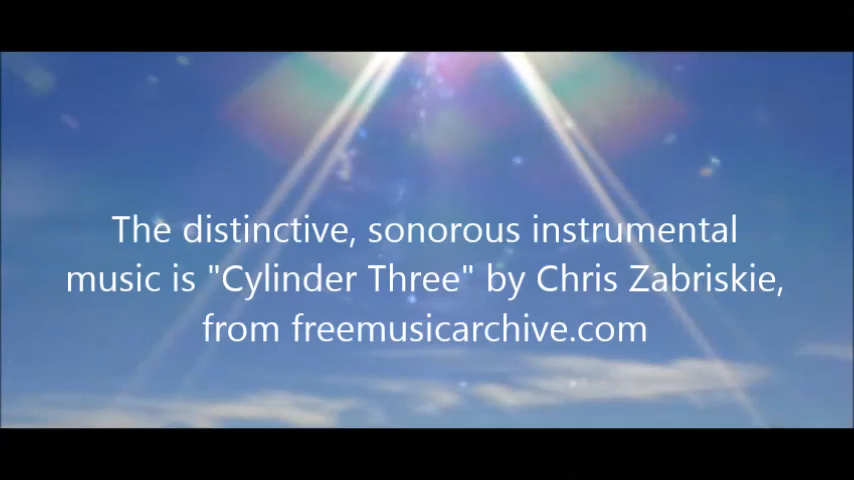 The distinctive, sonorous instrumental
music is "Cylinder Three" by Chris Zabriskie,
from freemusicarchive.com